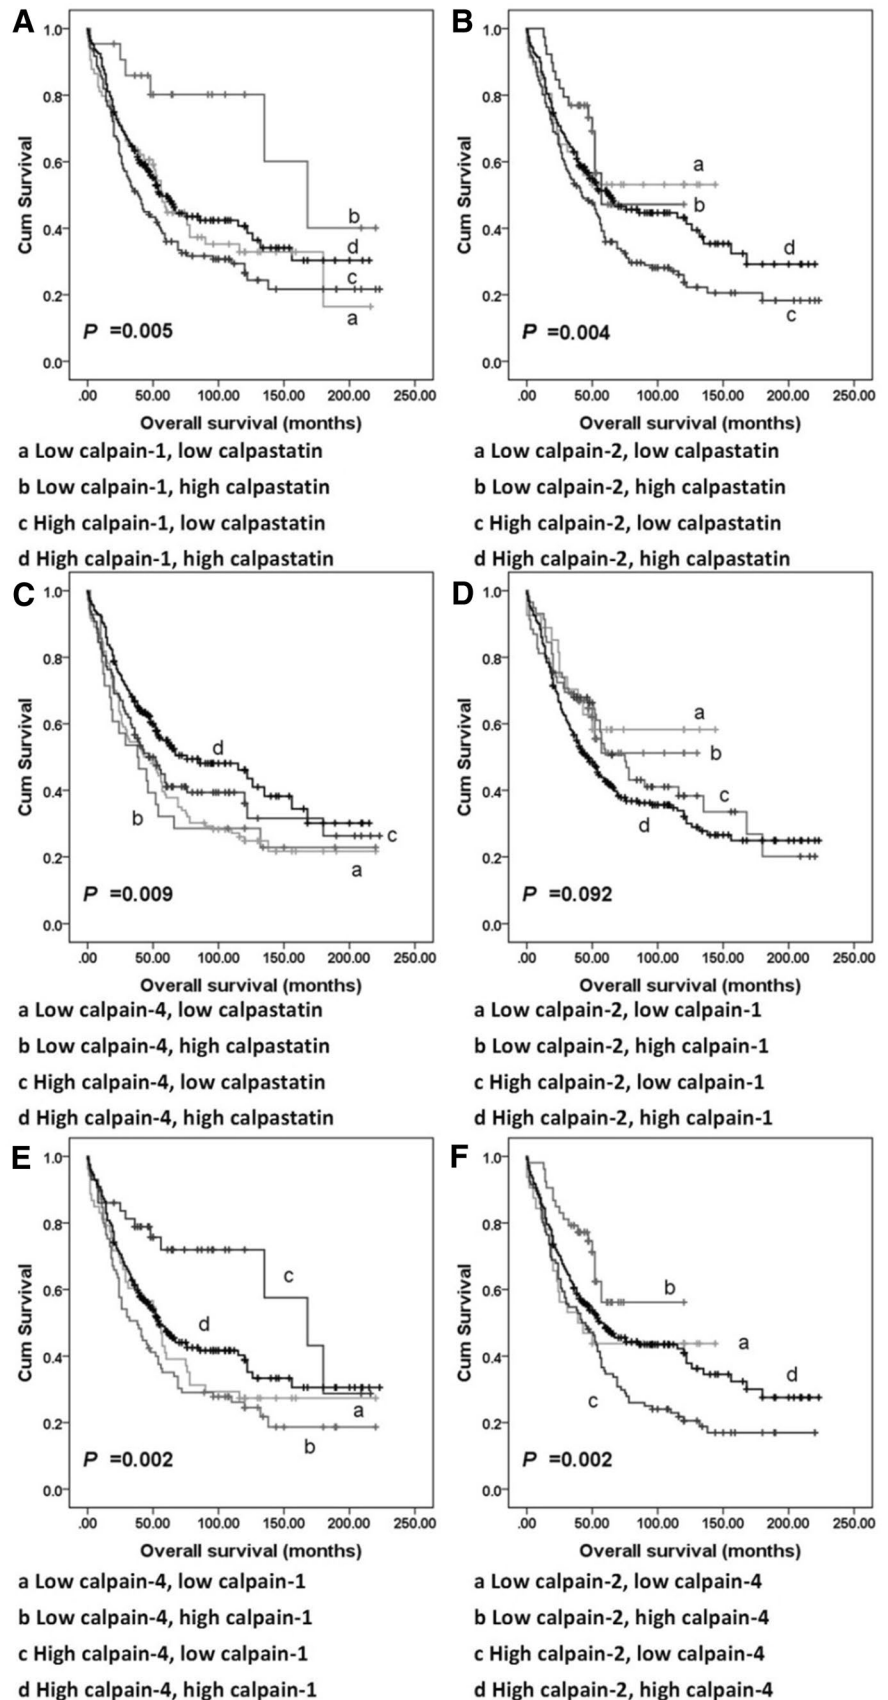 A
1.0
0.8
0.6
0.4
0.2
0.0
Cum Survival
b
d
c
a
P =0.005
.00 50.00 100.00 150.00 200.00 250.00
Overall survival (months)
a Low calpain-1, low calpastatin
b Low calpain-1, high calpastatin
c High calpain-1, low calpastatin
d High calpain-1, high calpastatin
B
1.0
0.8
0.6
0.4
0.2
0.0
Cum Survival
a
b
d
c
P =0.004
.00 50.00 100.00 150.00 200.00 250.00
Overall survival (months)
a Low calpain-2, low calpastatin
b Low calpain-2, high calpastatin
c High calpain-2, low calpastatin
d High calpain-2, high calpastatin
C
1.0
0.8
0.6
0.4
0.2
0.0
Cum Survival
d
b
c
a
P =0.009
.00 50.00 100.00 150.00 200.00 250.00
Overall survival (months)
a Low calpain-4, low calpastatin
b Low calpain-4, high calpastatin
c High calpain-4, low calpastatin
d High calpain-4, high calpastatin
D
1.0
0.8
0.6
0.4
0.2
0.0
Cum Survival
a
b
c
d
P =0.092
.00 50.00 100.00 150.00 200.00 250.00
Overall survival (months)
a Low calpain-2, low calpain-1
b Low calpain-2, high calpain-1
c High calpain-2, low calpain-1
d High calpain-2, high calpain-1
E
1.0
0.8
0.6
0.4
0.2
0.0
Cum Survival
c
d
a
b
P =0.002
.00 50.00 100.00 150.00 200.00 250.00
Overall survival (months)
a Low calpain-4, low calpain-1
b Low calpain-4, high calpain-1
c High calpain-4, low calpain-1
d High calpain-4, high calpain-1
F
1.0
0.8
0.6
0.4
0.2
0.0
Cum Survival
b
a
d
c
P =0.002
.00 50.00 100.00 150.00 200.00 250.00
Overall survival (months)
a Low calpain-2, low calpain-4
b Low calpain-2, high calpain-4
c High calpain-2, low calpain-4
d High calpain-2, high calpain-4